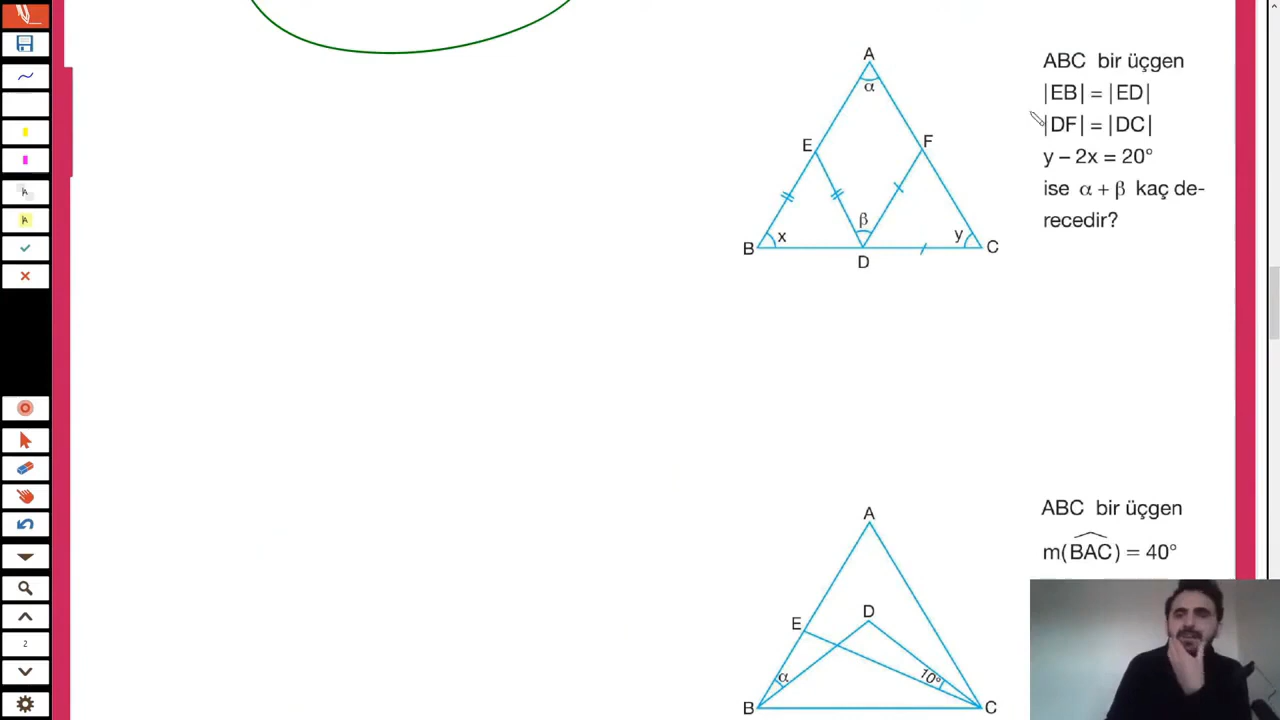 A
α
E
F
β
x
y
B
D
C
ABC bir üçgen
|EB| = |ED|
|DF| = |DC|
y – 2x = 20°
ise α + β kaç de-
recedir?
A
D
E
α
10°
B
C
ABC bir üçgen
m(BAC) = 40°
A
A
2